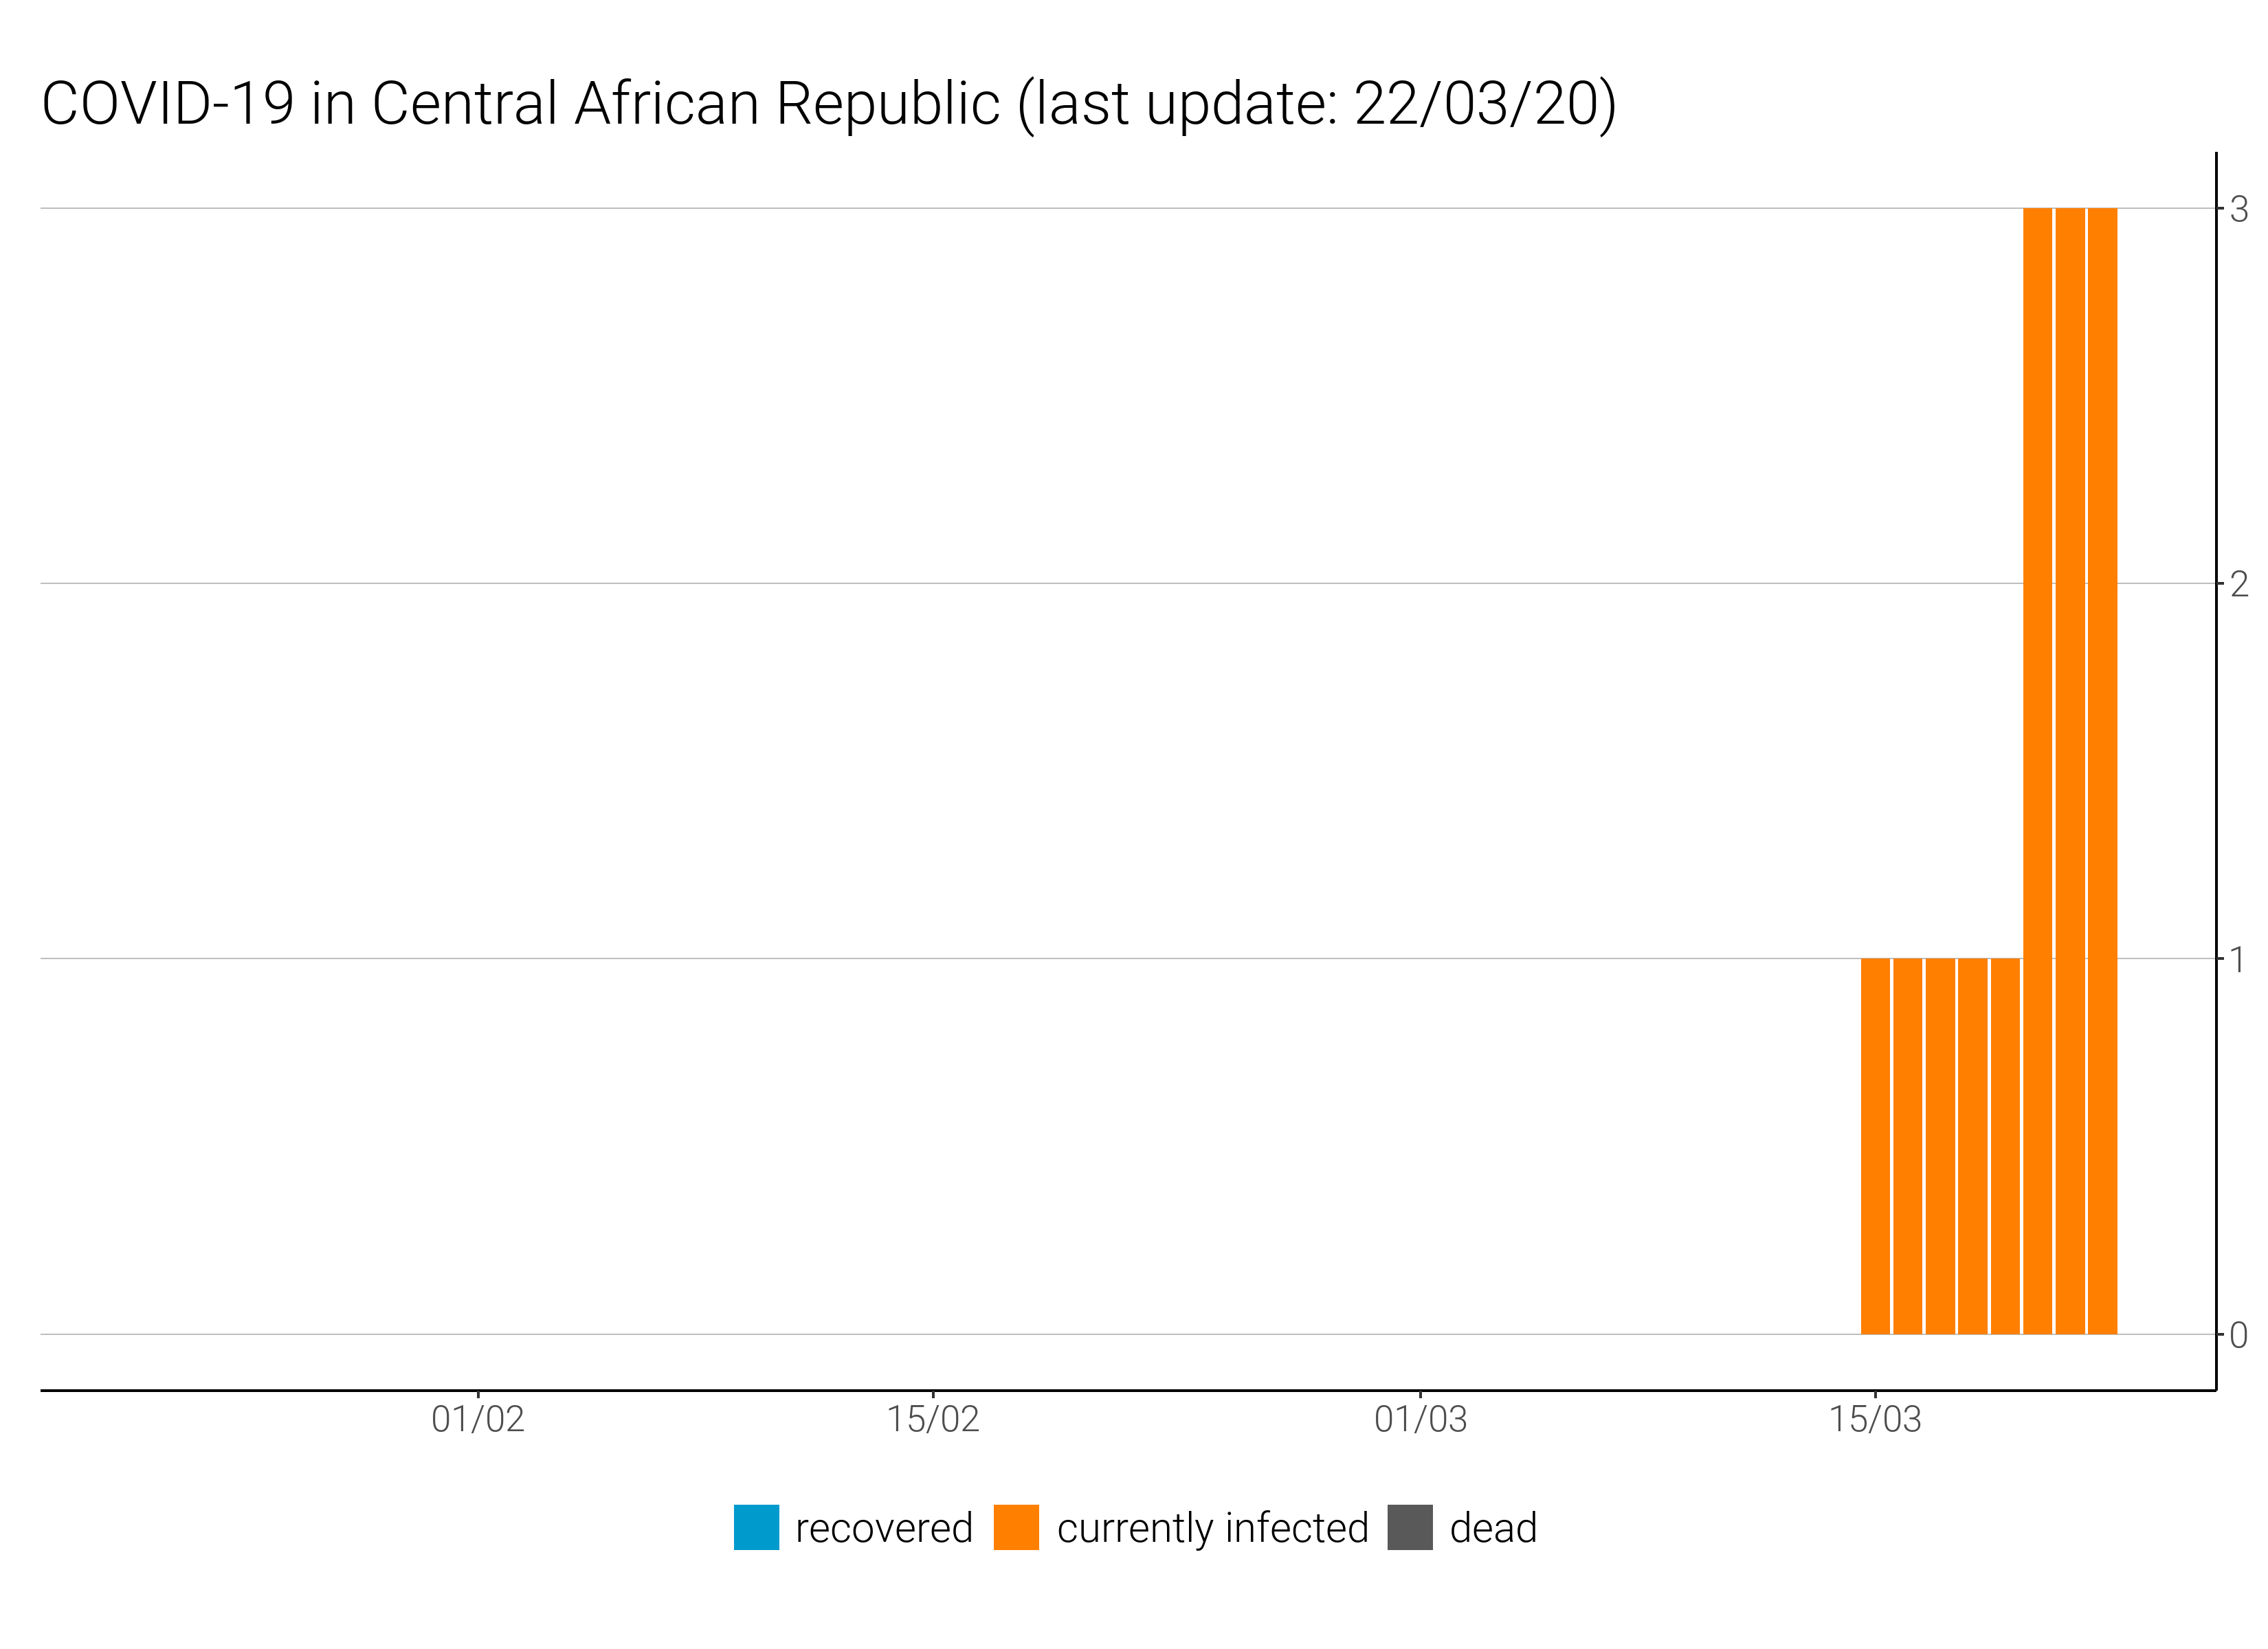 COVID-19 in Central African Republic (last update: 22/03/20)
3
2
1
0
01/02 15/02 01/03 15/03
recovered currently infected dead